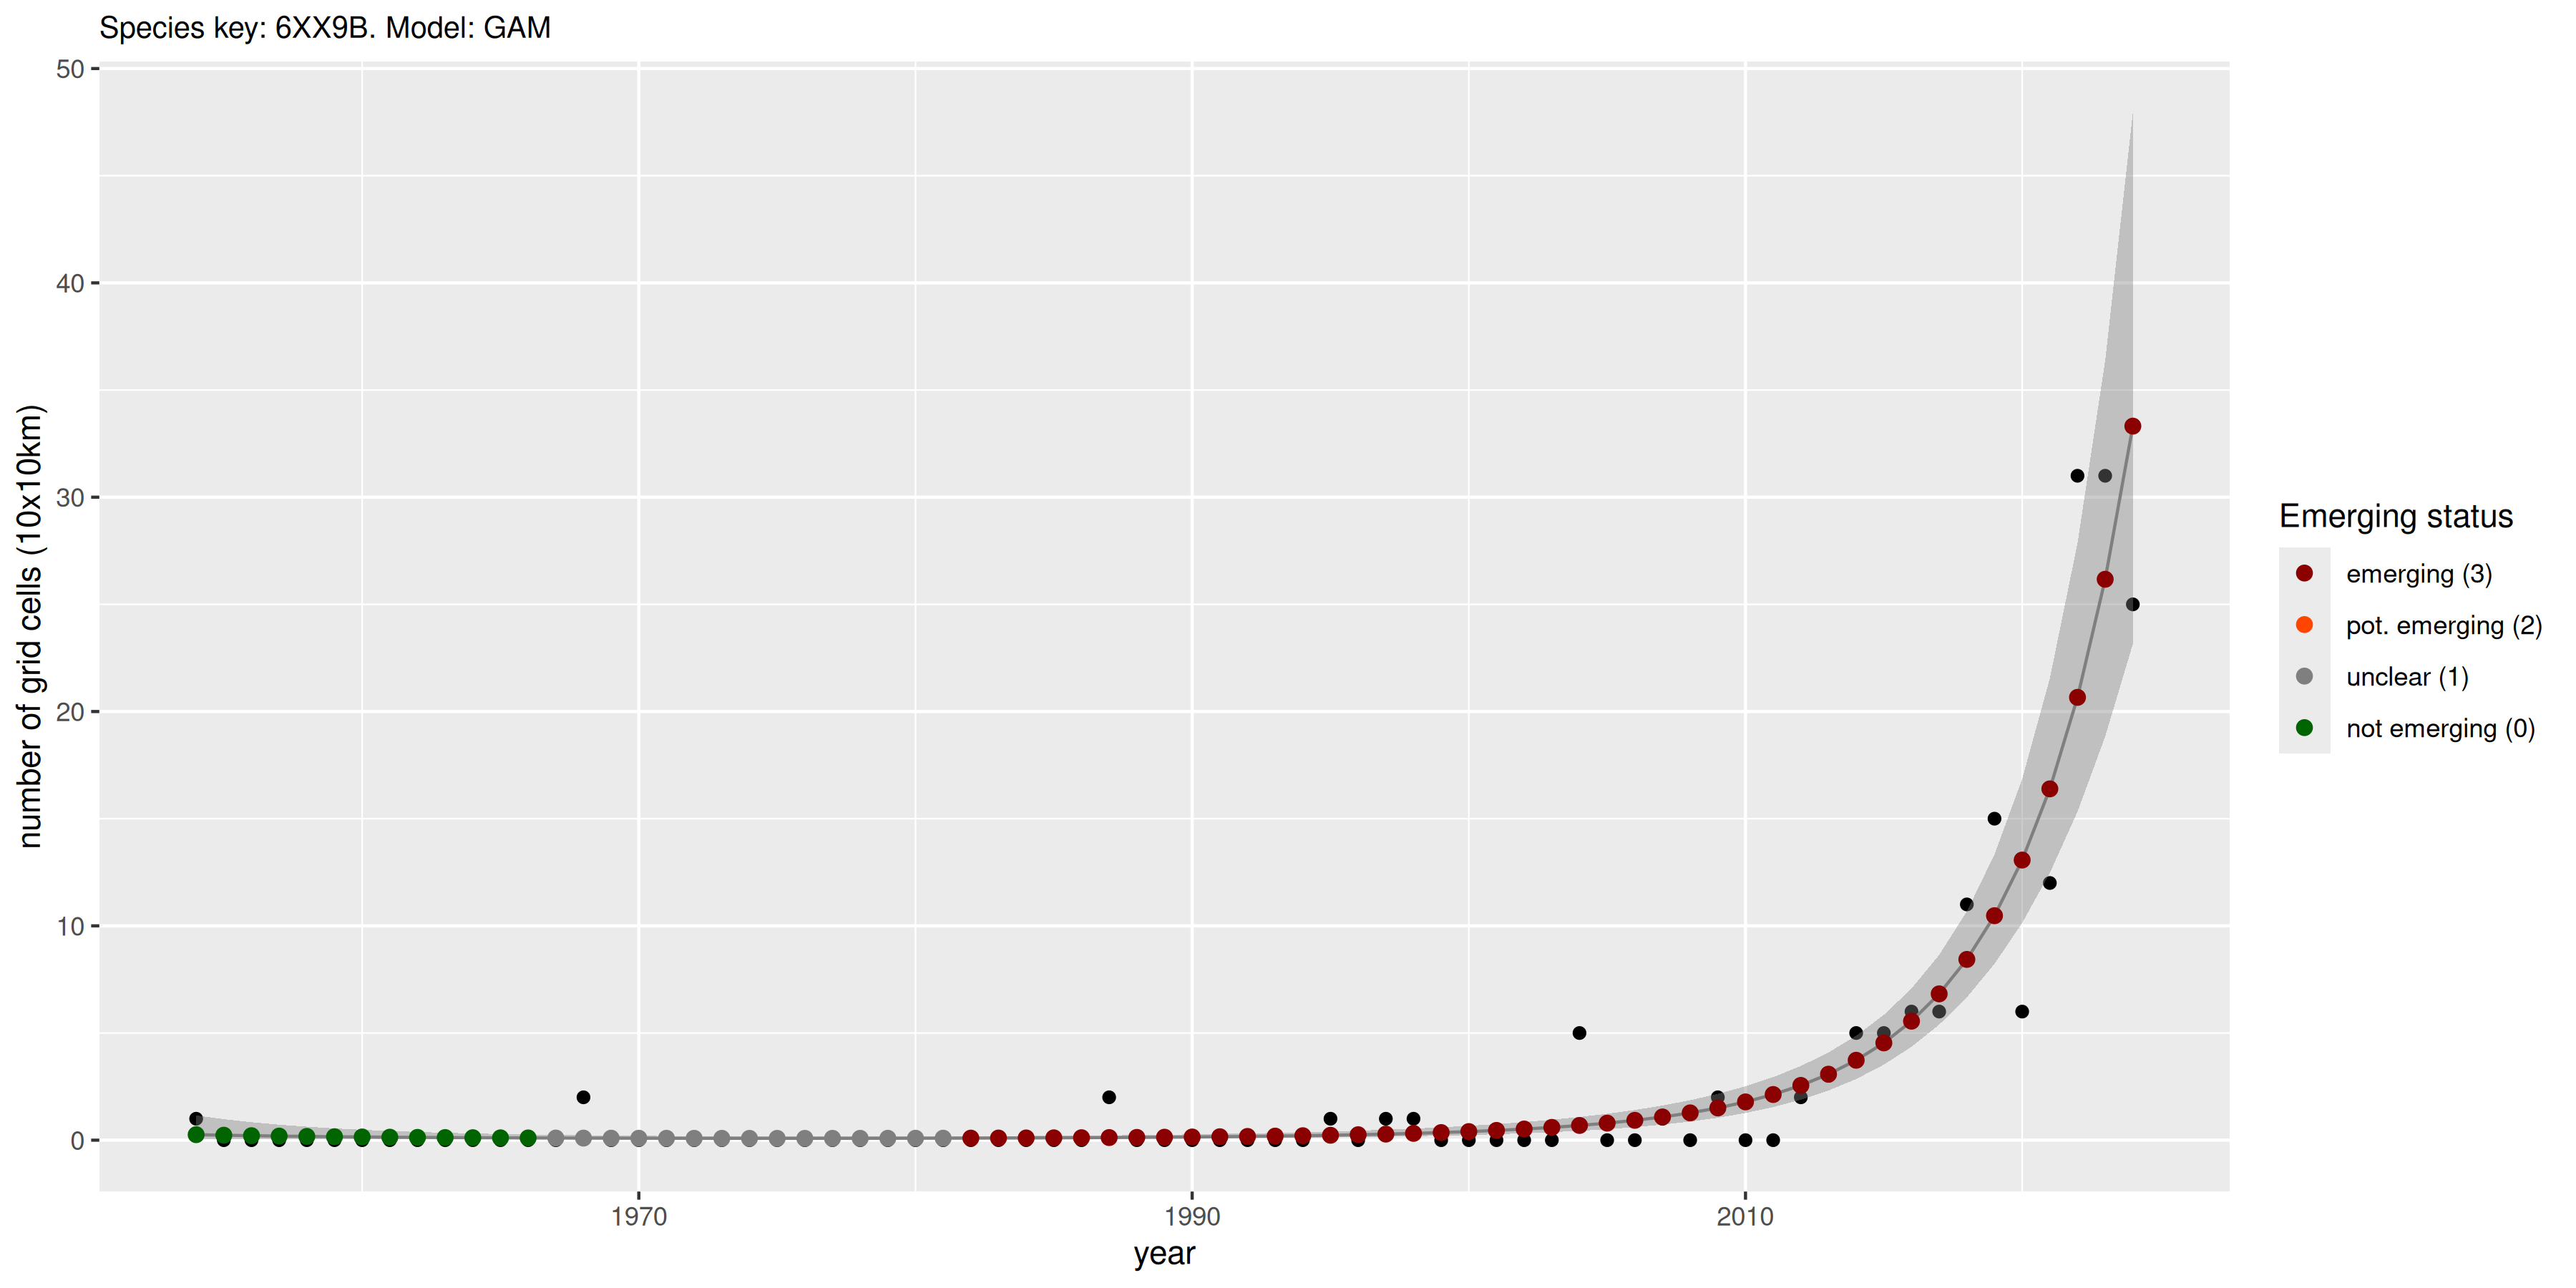 Species key: 6XX9B. Model: GAM
50
40
30
20
10
0
number of grid cells (10x10km)
1970
1990
2010
year
Emerging status
emerging (3)
pot. emerging (2)
unclear (1)
not emerging (0)